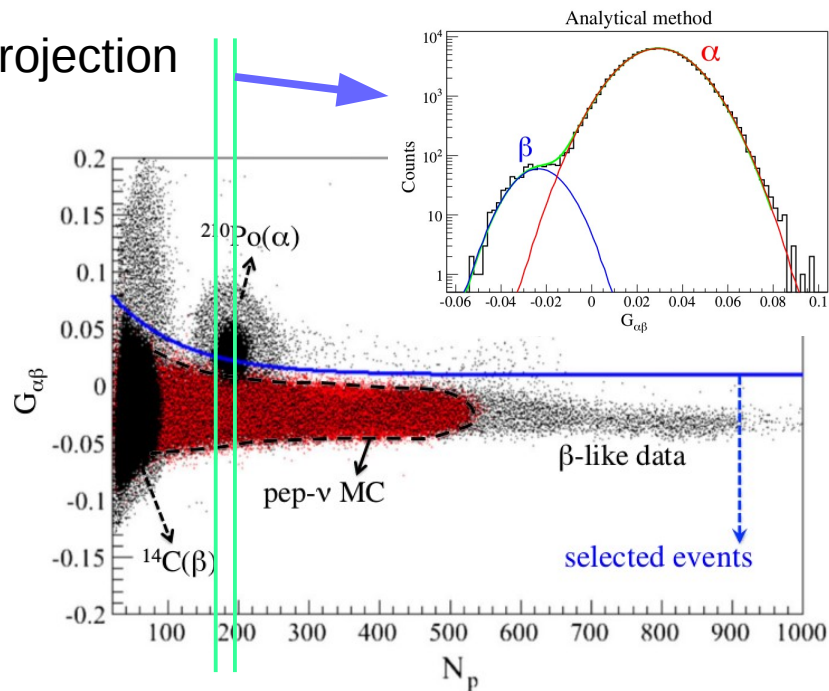 rojection
Analytical method
10⁴
10³
10²
10
1
Counts
β
α
-0.06 -0.04 -0.02 0 0.02 0.04 0.06 0.08 0.1
Gαβ
0.2
0.15
0.1
0.05
0
-0.05
-0.1
-0.15
-0.2
Gαβ
²¹⁰Po(α)
β-like data
pep-ν MC
¹⁴C(β)
selected events
100 200 300 400 500 600 700 800 900 1000
Nₚ